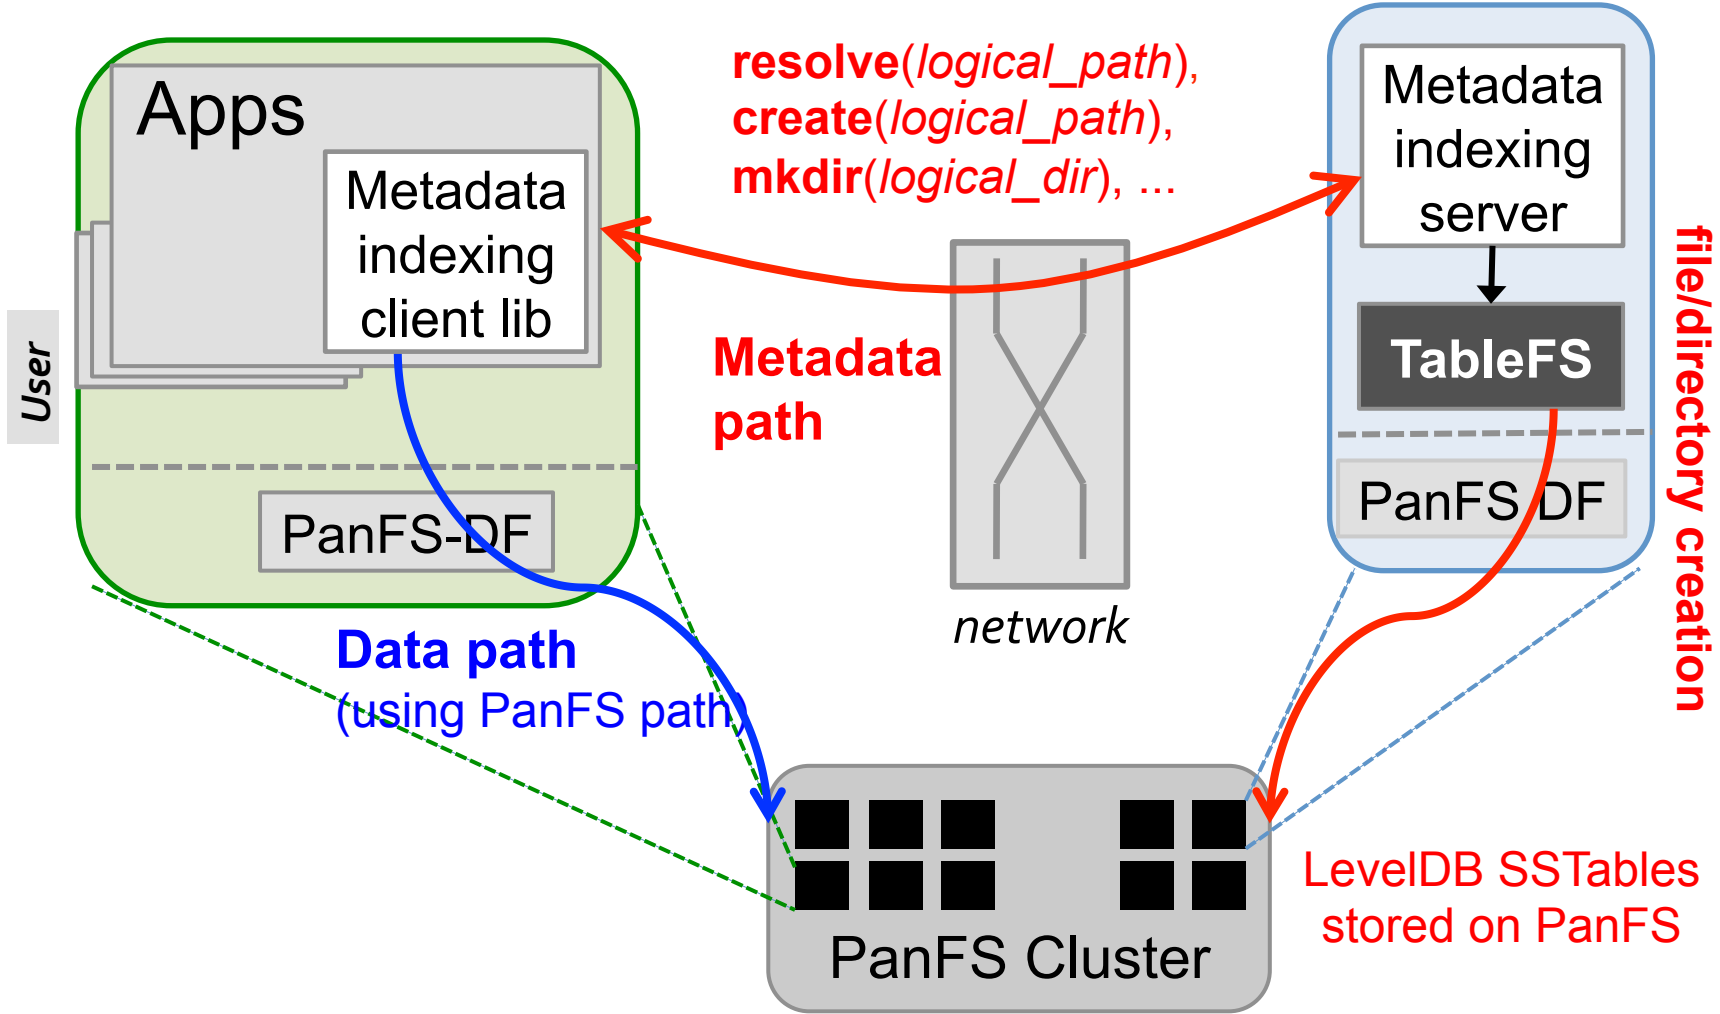 Apps
Metadata
indexing
client lib
User
PanFS-DF
resolve(logical_path),
create(logical_path),
mkdir(logical_dir), ...
Metadata
path
network
Metadata
indexing
server
TableFS
PanFS DF
file/directory creation
Data path
(using PanFS path)
PanFS Cluster
LevelDB SSTables
stored on PanFS